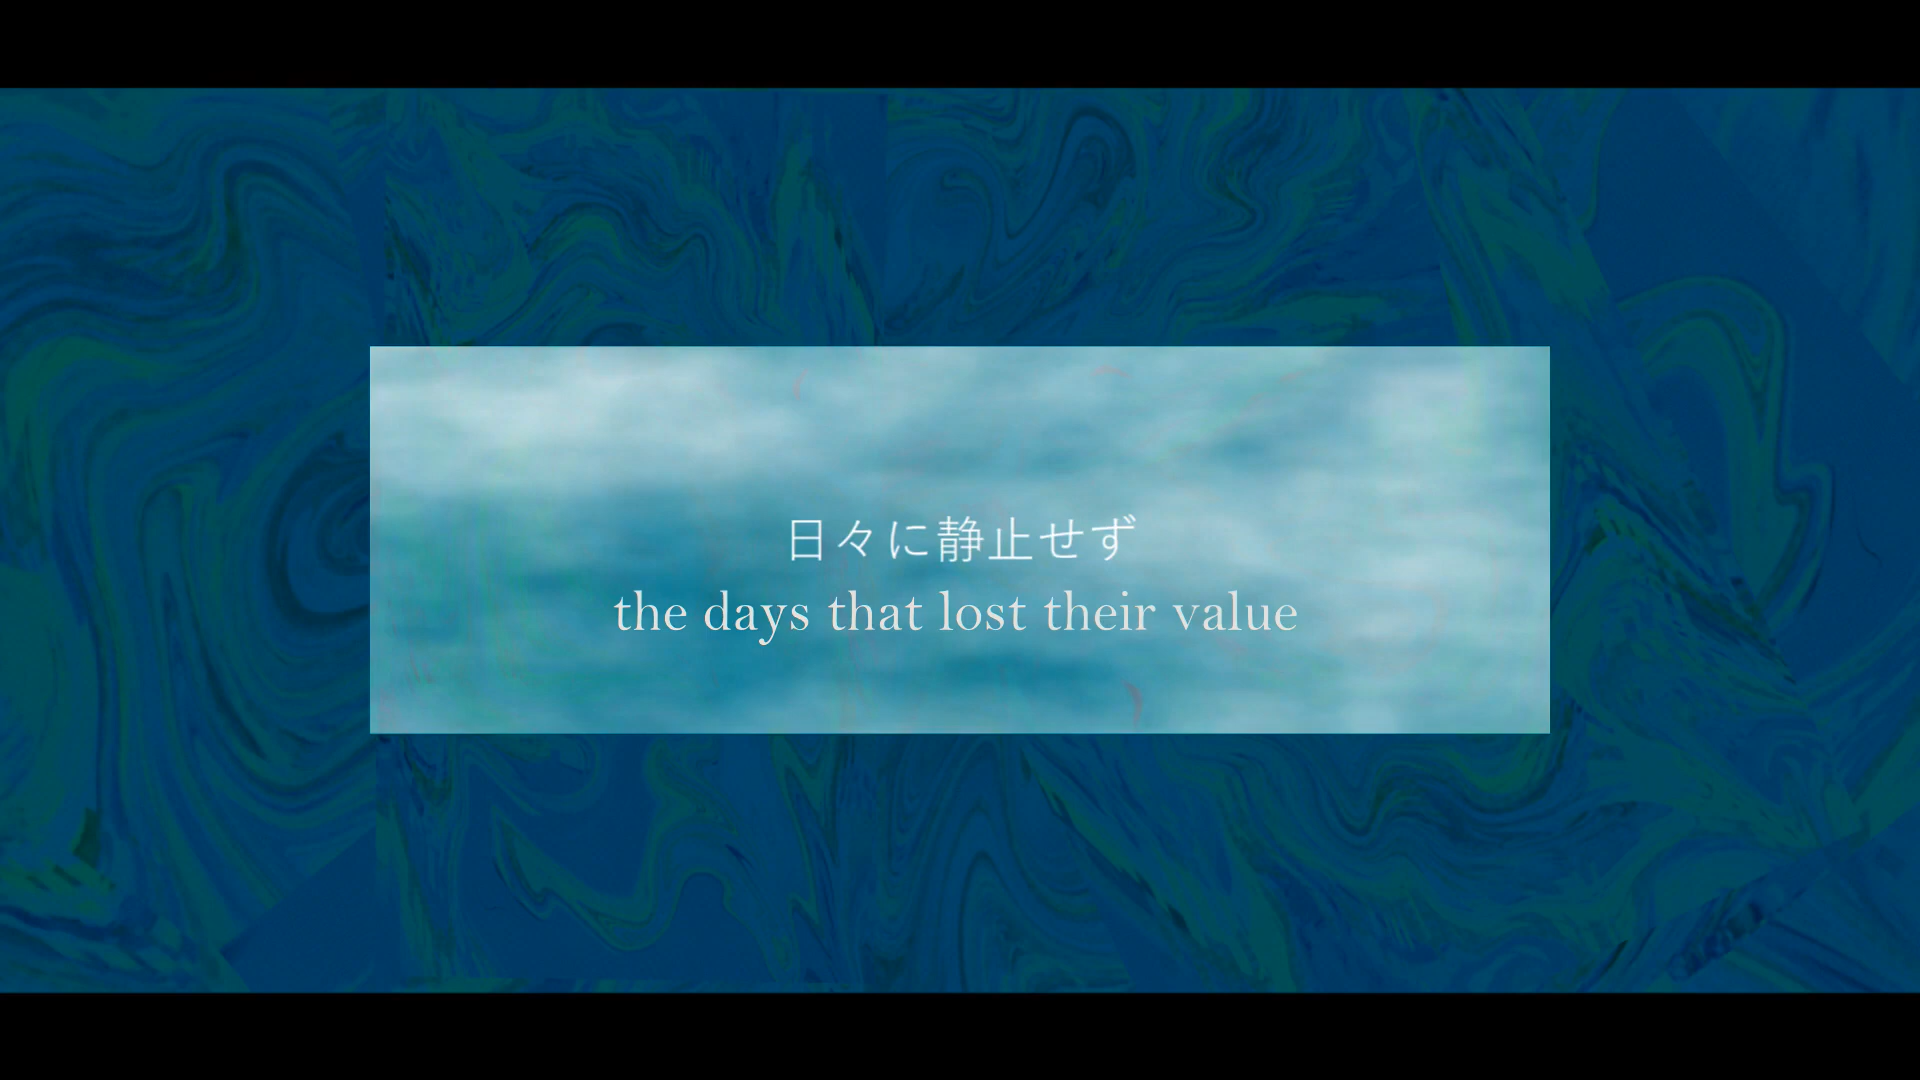 日々に静止せず
the days that lost their value